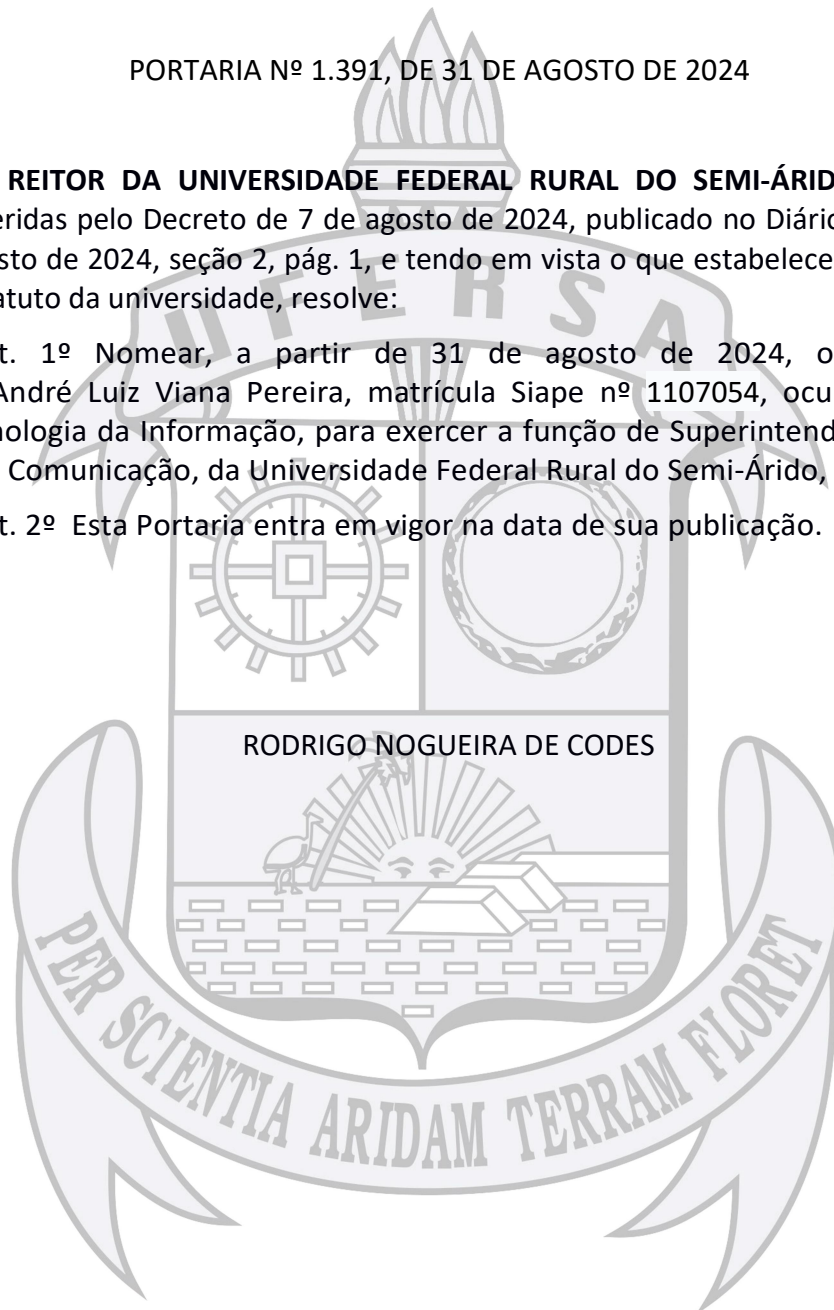 PORTARIA Nº 1.391, DE 31 DE AGOSTO DE 2024
REITOR DA UNIVERSIDADE FEDERAL RURAL DO SEMI-ÁRID
eridas pelo Decreto de 7 de agosto de 2024, publicado no Diário
sto de 2024, seção 2, pág. 1, e tendo em vista o que estabelece
atuto da universidade, resolve:
UFERSA
t. 1º Nomear, a partir de 31 de agosto de 2024, o
André Luiz Viana Pereira, matrícula Siape nº 1107054, ocu
nologia da Informação, para exercer a função de Superintend
Comunicação, da Universidade Federal Rural do Semi-Árido,
t. 2º Esta Portaria entra em vigor na data de sua publicação.
RODRIGO NOGUEIRA DE CODES
PER SCIENTIA ARIDAM TERRAM FLORET